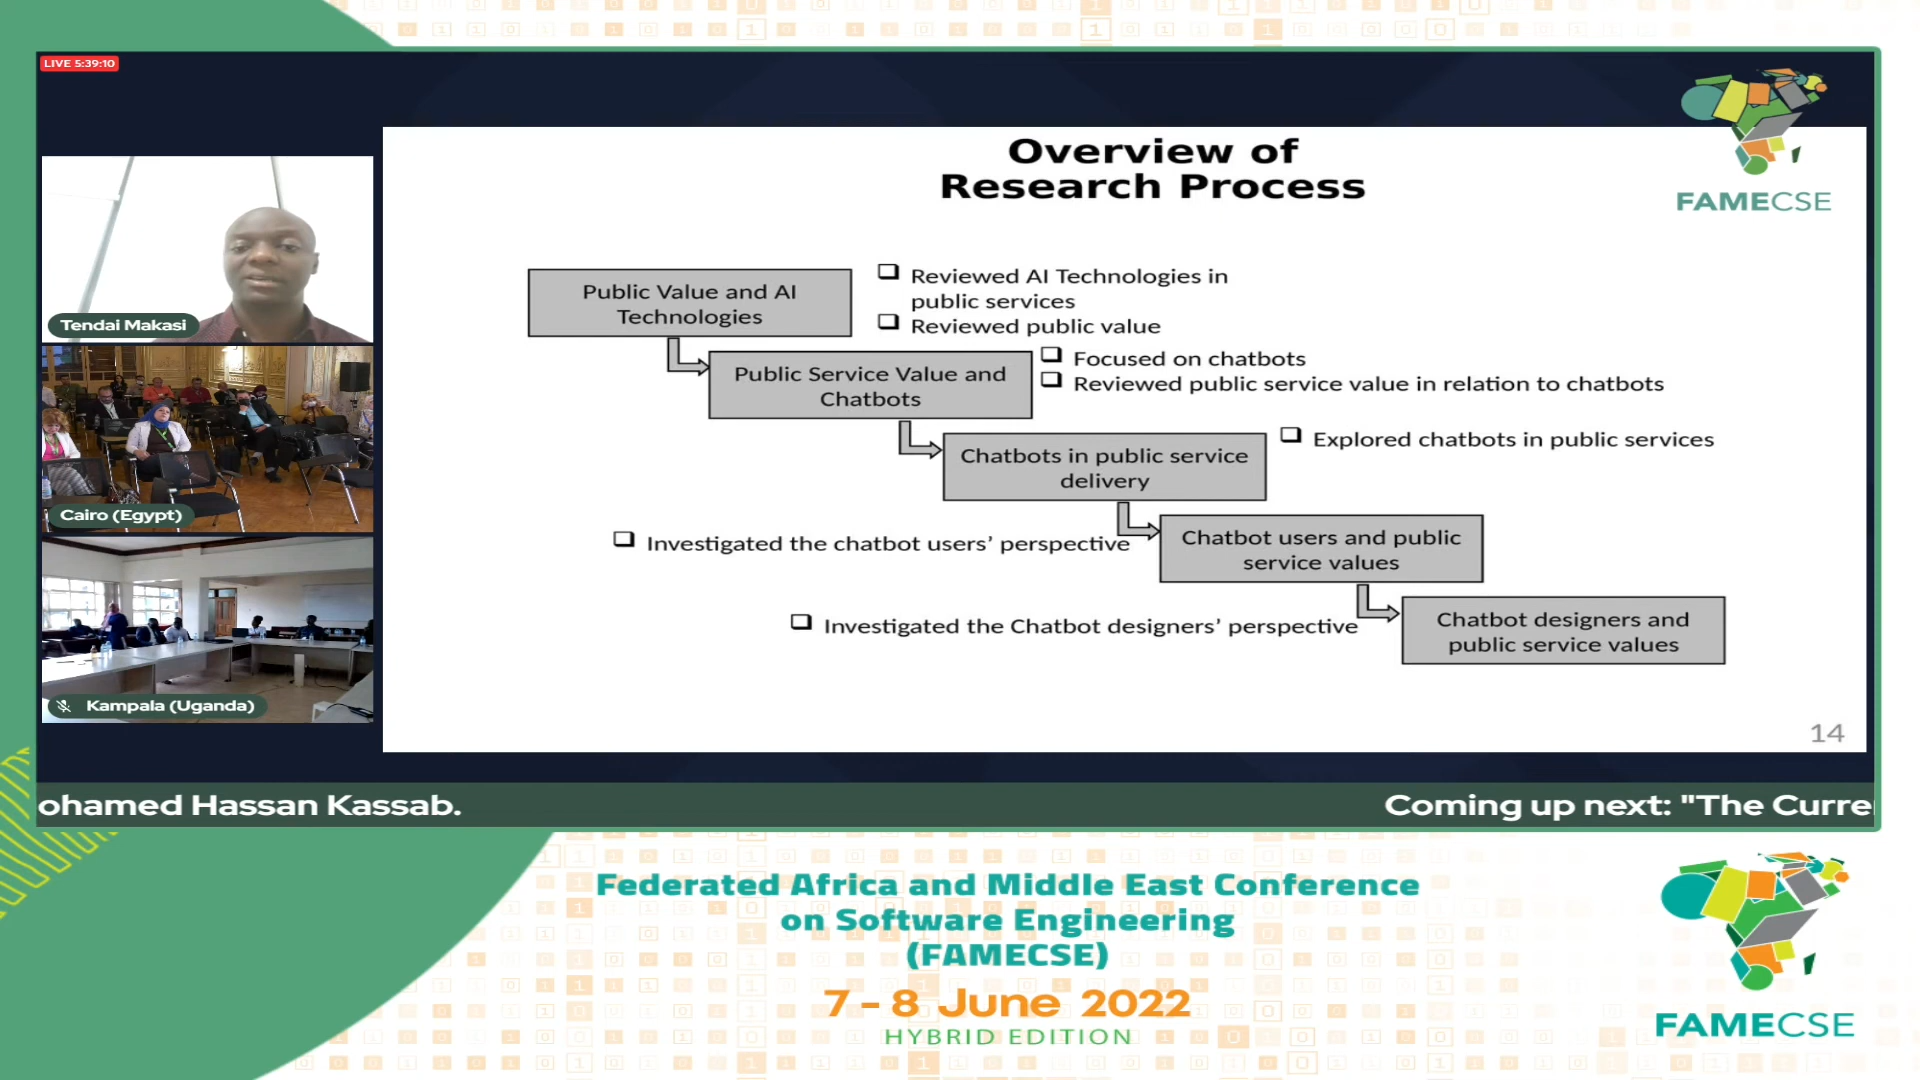 LIVE 5:39:10
FAMECSE
Overview of
Research Process
Public Value and AI
Technologies
❑ Reviewed AI Technologies in
public services
❑ Reviewed public value
Public Service Value and
Chatbots
❑ Focused on chatbots
❑ Reviewed public service value in relation to chatbots
Chatbots in public service
delivery
❑ Explored chatbots in public services
❑ Investigated the chatbot users’ perspective
Chatbot users and public
service values
❑ Investigated the Chatbot designers’ perspective
Chatbot designers and
public service values
14
Tendai Makasi
Cairo (Egypt)
Kampala (Uganda)
ohamed Hassan Kassab.
Coming up next: "The Curre
Federated Africa and Middle East Conference
on Software Engineering
(FAMECSE)
7 - 8 June 2022
HYBRID EDITION
FAMECSE